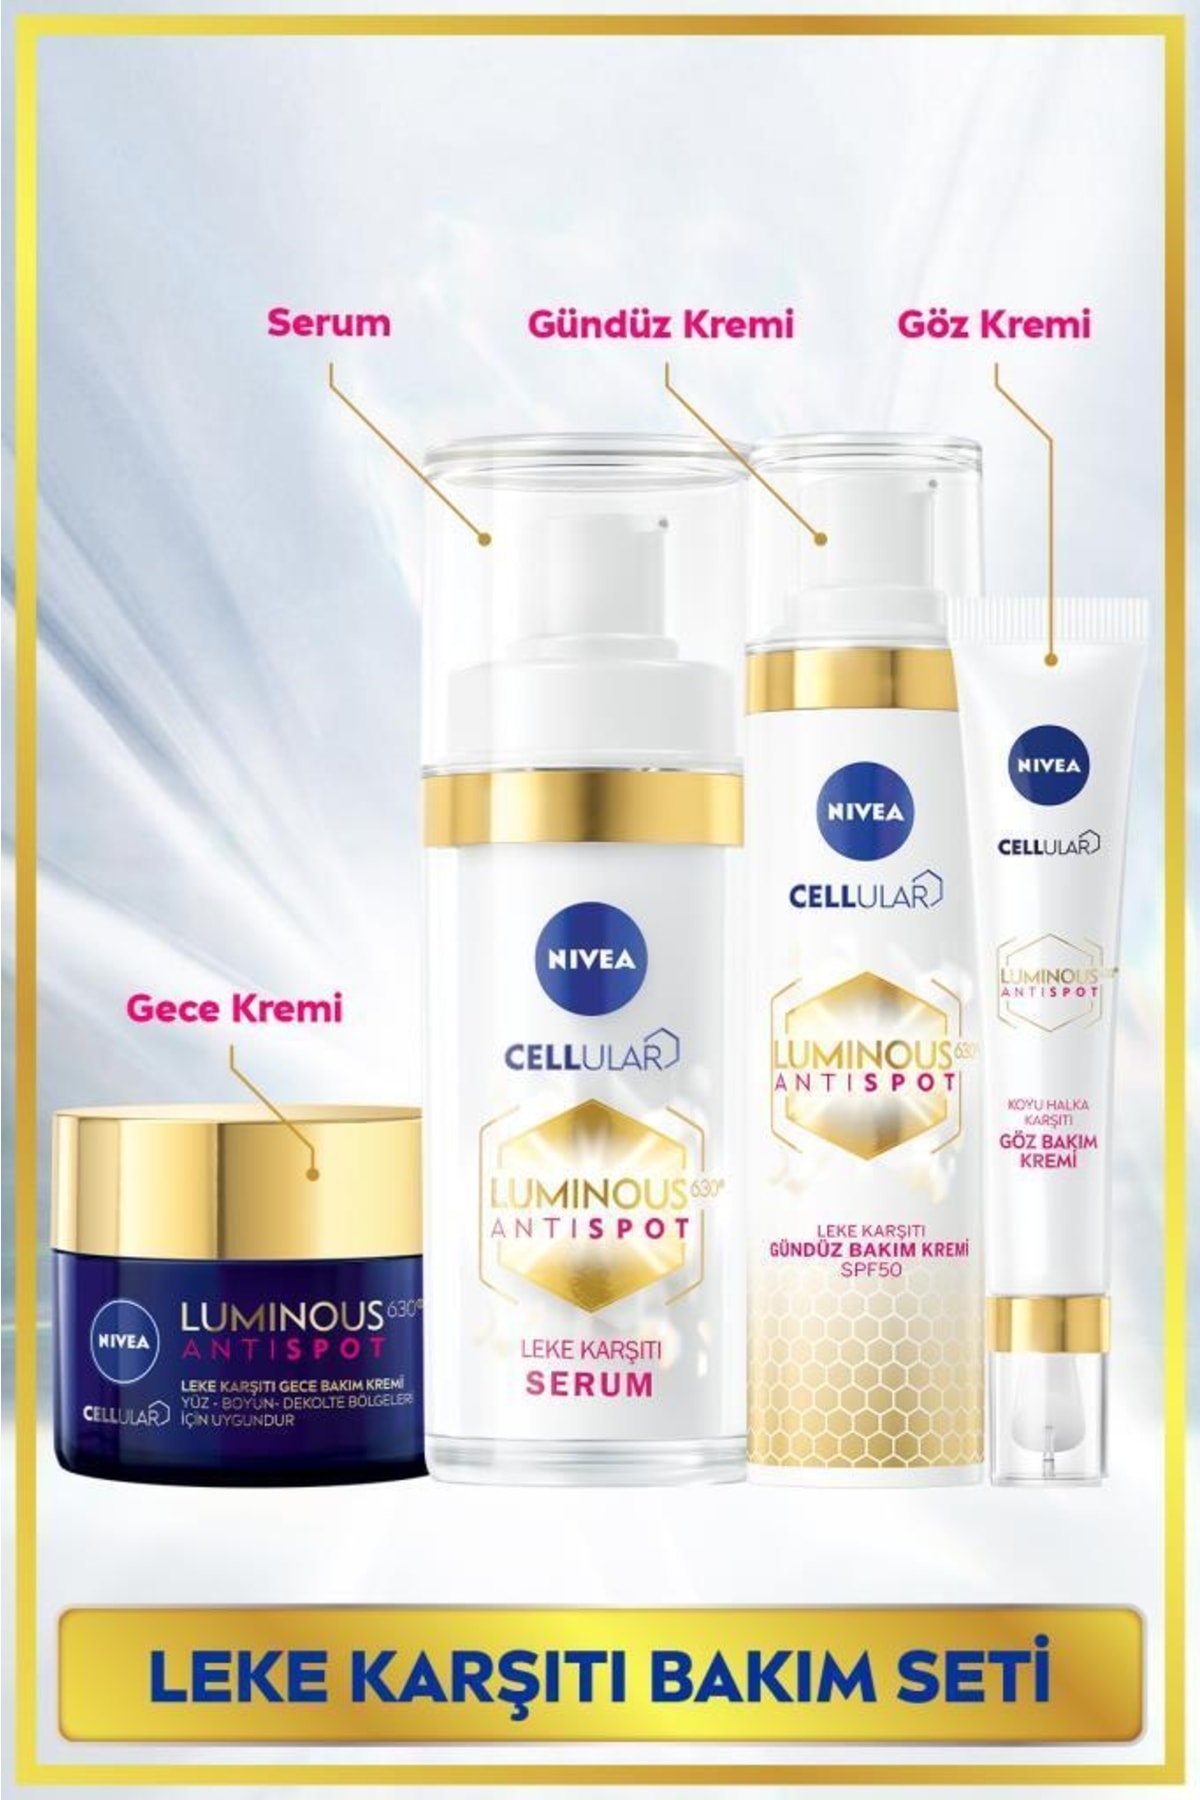 Serum
Gündüz Kremi
Göz Kremi
Gece Kremi
NIVEA
LUMINOUS 630®
ANTISPOT
LEKE KARŞITI GECE BAKIM KREMİ
YÜZ - BOYUN- DEKOLTE BÖLGELERİ
İÇİN UYGUNDUR
CELLULAR
NIVEA
CELLULAR
LUMINOUS 630®
ANTISPOT
LEKE KARŞITI
SERUM
NIVEA
CELLULAR
LUMINOUS 630®
ANTISPOT
LEKE KARŞITI
GÜNDÜZ BAKIM KREMİ
SPF50
NIVEA
CELLULAR
LUMINOUS
ANTISPOT
KOYU HALKA
KARŞITI
GÖZ BAKIM
KREMİ
LEKE KARŞITI BAKIM SETİ